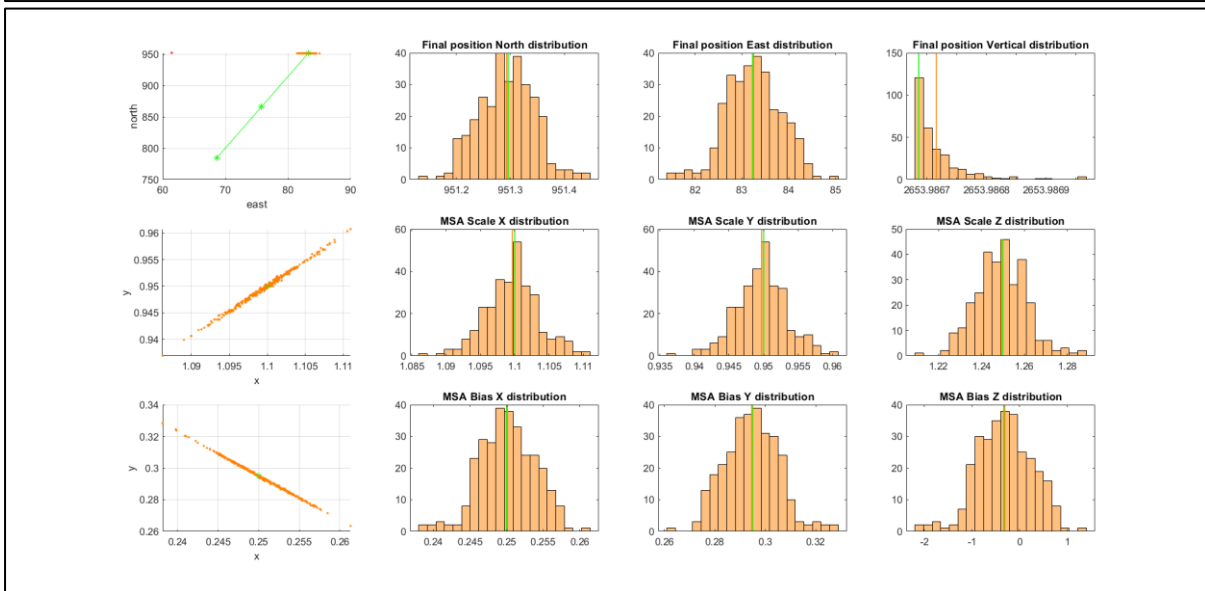 950
900
850
800
750
north
60 70 80 90
east
Final position North distribution
40
30
20
10
0
951.2 951.3 951.4
Final position East distribution
40
30
20
10
0
82 83 84 85
Final position Vertical distribution
150
100
50
0
2653.9867 2653.9868 2653.9869
0.96
0.955
0.95
0.945
0.94
y
1.09 1.095 1.1 1.105 1.11
x
MSA Scale X distribution
60
40
20
0
1.085 1.09 1.095 1.1 1.105 1.11
MSA Scale Y distribution
60
40
20
0
0.935 0.94 0.945 0.95 0.955 0.96
MSA Scale Z distribution
50
40
30
20
10
0
1.22 1.24 1.26 1.28
0.34
0.32
0.3
0.28
0.26
y
0.24 0.245 0.25 0.255 0.26
x
MSA Bias X distribution
40
30
20
10
0
0.24 0.245 0.25 0.255 0.26
MSA Bias Y distribution
40
30
20
10
0
0.26 0.28 0.3 0.32
MSA Bias Z distribution
40
30
20
10
0
-2 -1 0 1